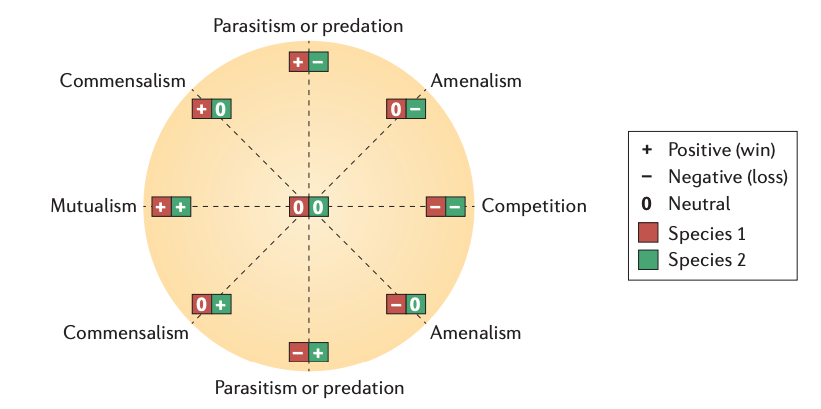 Parasitism or predation
+ −
Commensalism
+ 0
Amenalism
0 −
Mutualism
+ +
0 0
− −
Competition
0 +
Commensalism
− 0
Amenalism
− +
Parasitism or predation
+ Positive (win)
− Negative (loss)
0 Neutral
Species 1
Species 2